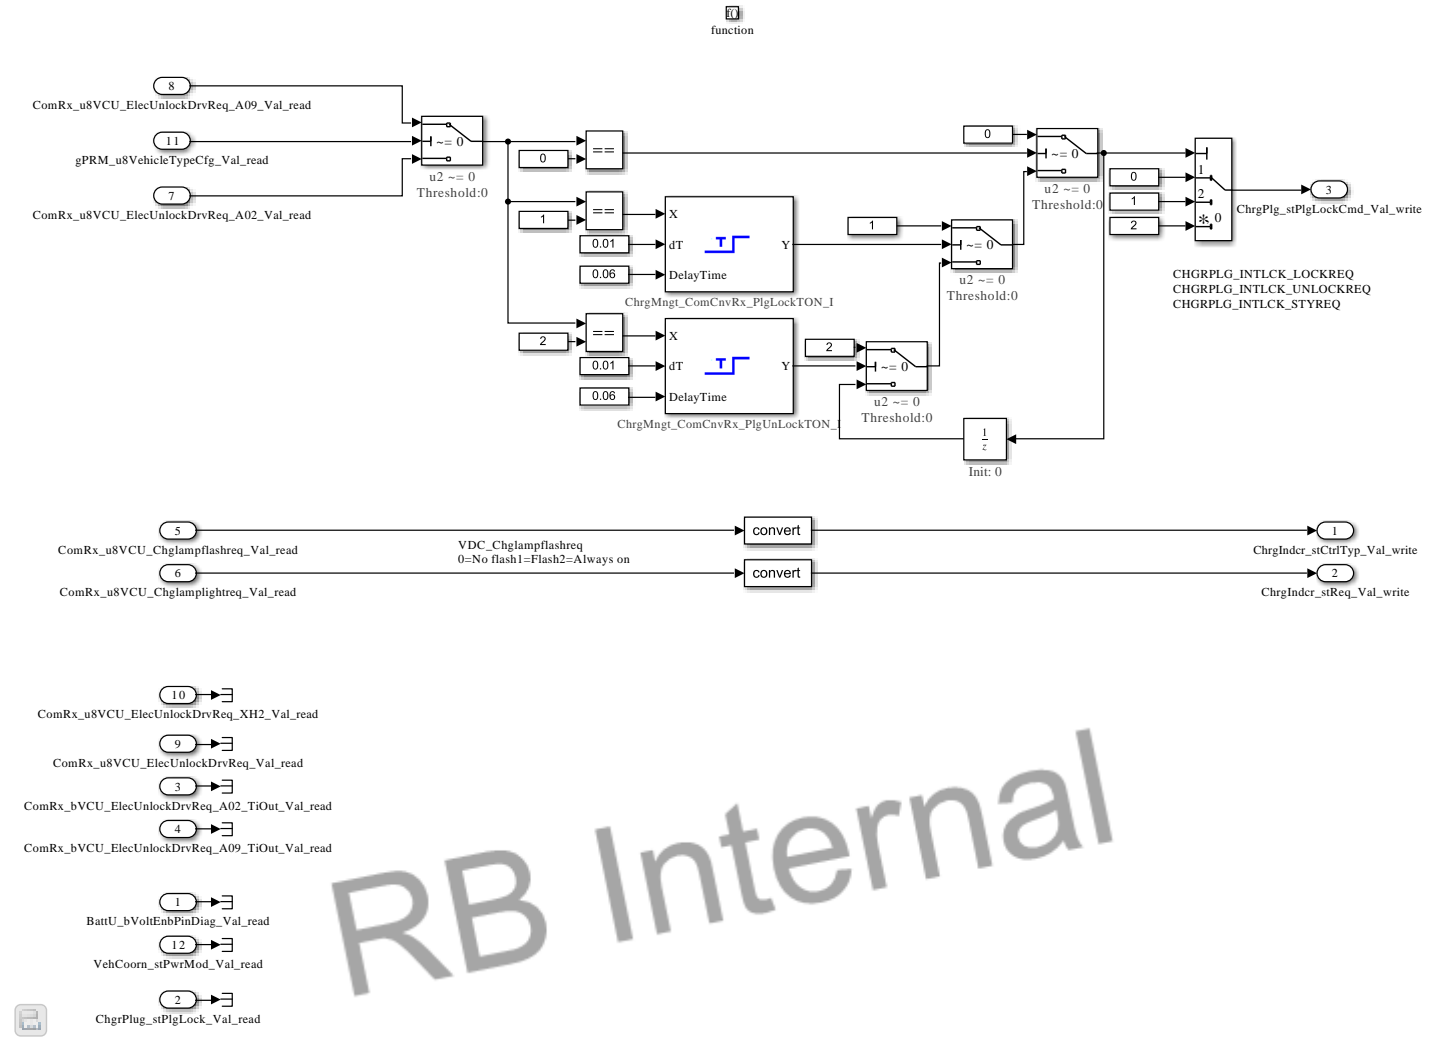 f()
function
8
ComRx_u8VCU_ElecUnlockDrvReq_A09_Val_read
11
gPRM_u8VehicleTypeCfg_Val_read
7
ComRx_u8VCU_ElecUnlockDrvReq_A02_Val_read
~= 0
u2 ~= 0
Threshold:0
0
==
1
==
0.01
0.06
X
dT
DelayTime
T
Y
ChrgMngt_ComCnvRx_PlgLockTON_I
2
==
0.01
0.06
X
dT
DelayTime
T
Y
ChrgMngt_ComCnvRx_PlgUnLockTON_I
2
~= 0
u2 ~= 0
Threshold:0
1
~= 0
u2 ~= 0
Threshold:0
0
~= 0
u2 ~= 0
Threshold:0
1
z
Init: 0
0
1
2
1
2
* 0
3
ChrgPlg_stPlgLockCmd_Val_write
CHGRPLG_INTLCK_LOCKREQ
CHGRPLG_INTLCK_UNLOCKREQ
CHGRPLG_INTLCK_STYREQ
5
ComRx_u8VCU_Chglampflashreq_Val_read
VDC_Chglampflashreq
0=No flash1=Flash2=Always on
convert
1
ChrgIndcr_stCtrlTyp_Val_write
6
ComRx_u8VCU_Chglamplightreq_Val_read
convert
2
ChrgIndcr_stReq_Val_write
10
ComRx_u8VCU_ElecUnlockDrvReq_XH2_Val_read
9
ComRx_u8VCU_ElecUnlockDrvReq_Val_read
3
ComRx_bVCU_ElecUnlockDrvReq_A02_TiOut_Val_read
4
ComRx_bVCU_ElecUnlockDrvReq_A09_TiOut_Val_read
1
BattU_bVoltEnbPinDiag_Val_read
12
VehCoorn_stPwrMod_Val_read
2
ChgrPlug_stPlgLock_Val_read
RB Internal